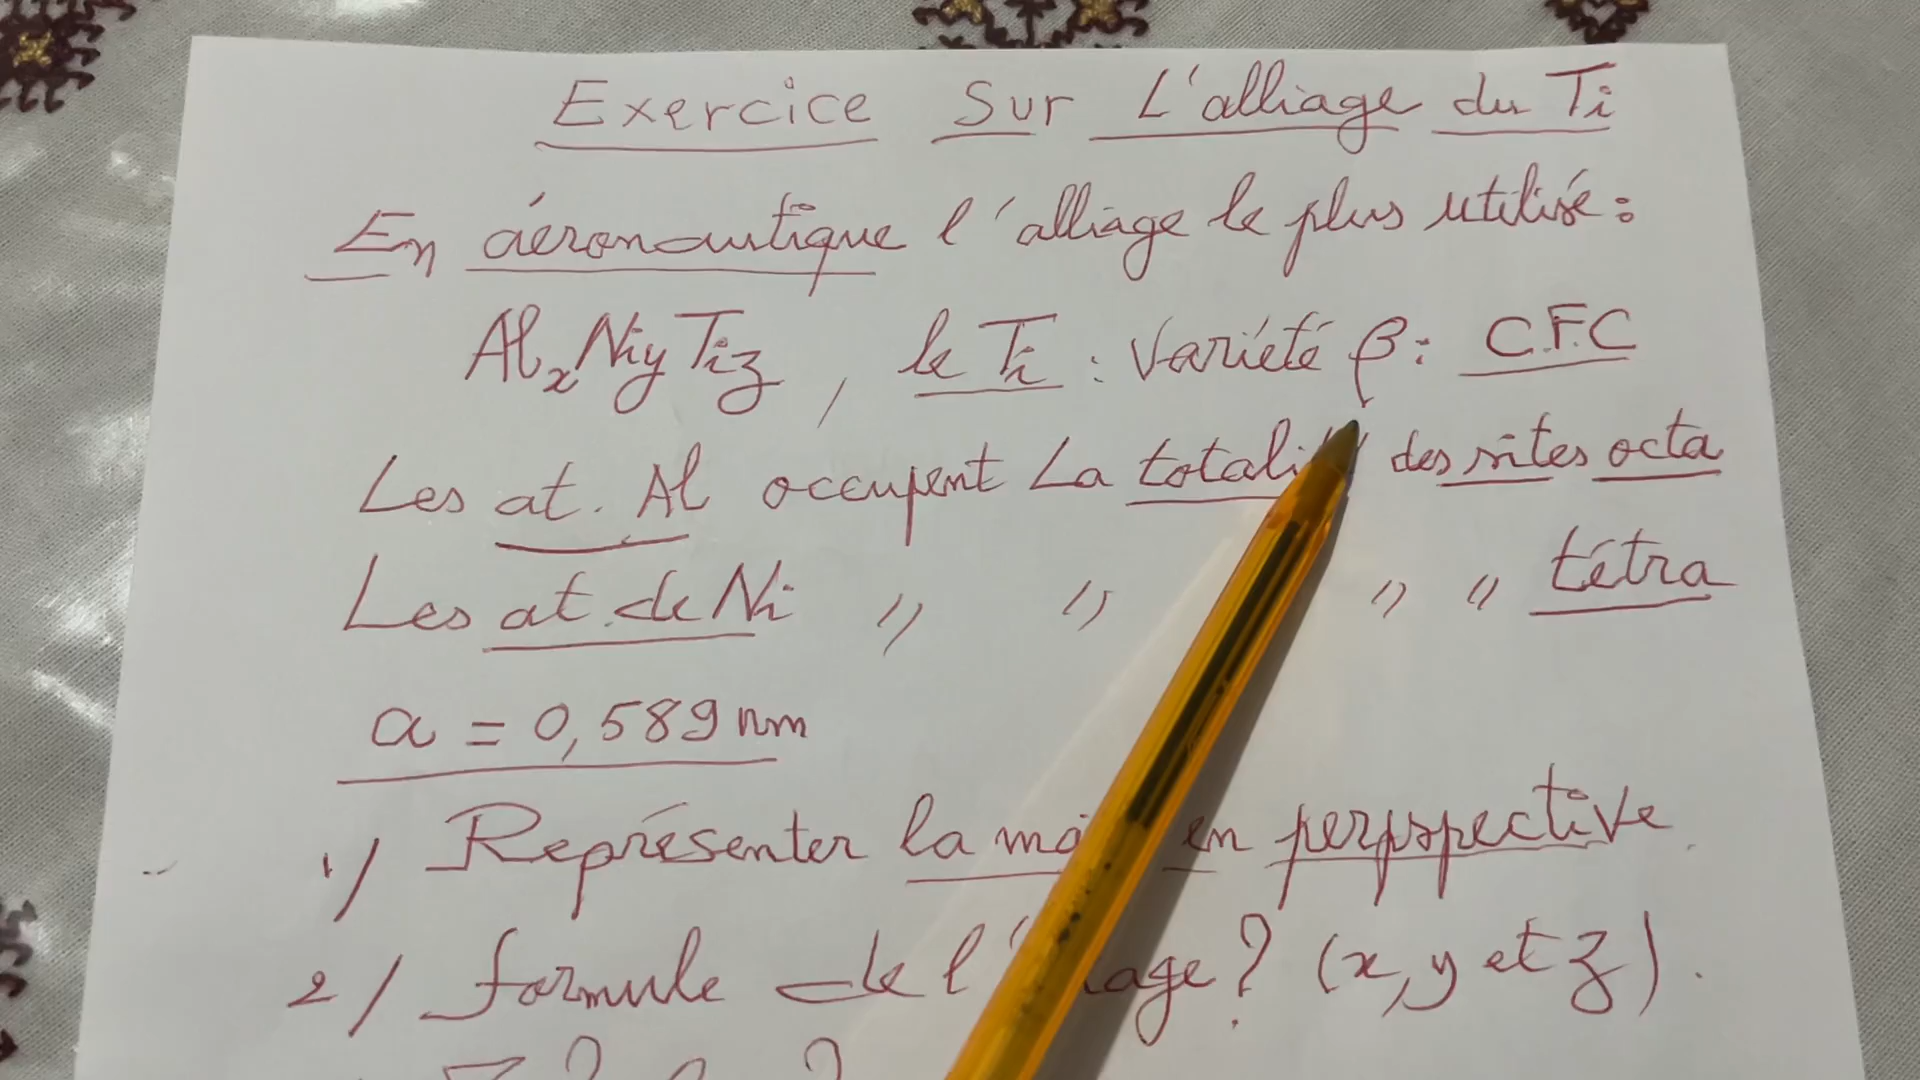 Exercice Sur L'alliage du Ti
En aéronautique l'alliage le plus utilisé :
AlxNiyTiz, le Ti : Variété β : C.F.C
Les at. Al occupent La des sites octa
Les at. de Ni " " " " tétra
a = 0,589 nm
1/ Représenter la en perpspective
2/ formule de ? (x, y et z).
? ?